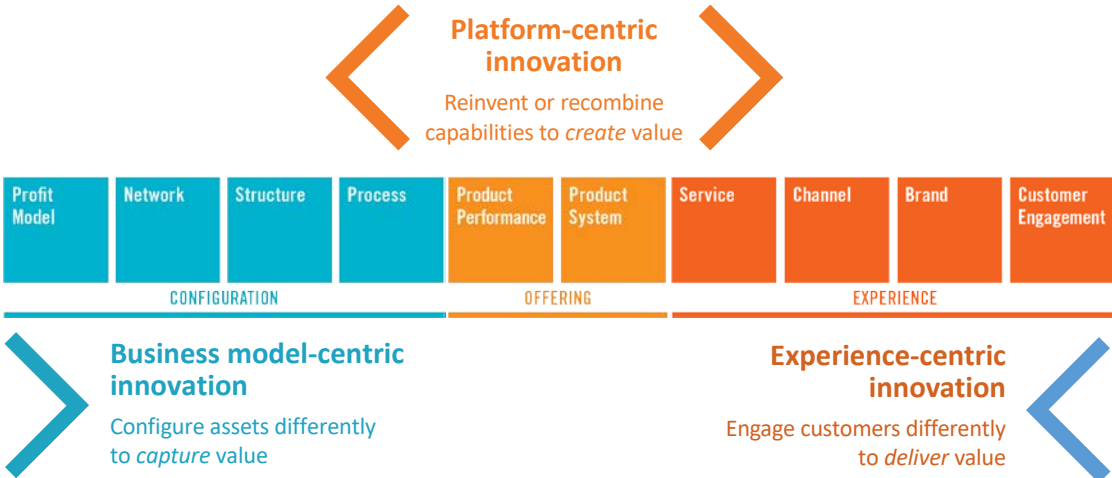 Platform-centric
innovation
Reinvent or recombine
capabilities to create value
Profit
Model
Network
Structure
Process
Product
Performance
Product
System
Service
Channel
Brand
Customer
Engagement
CONFIGURATION
OFFERING
EXPERIENCE
Business model-centric
innovation
Configure assets differently
to capture value
Experience-centric
innovation
Engage customers differently
to deliver value